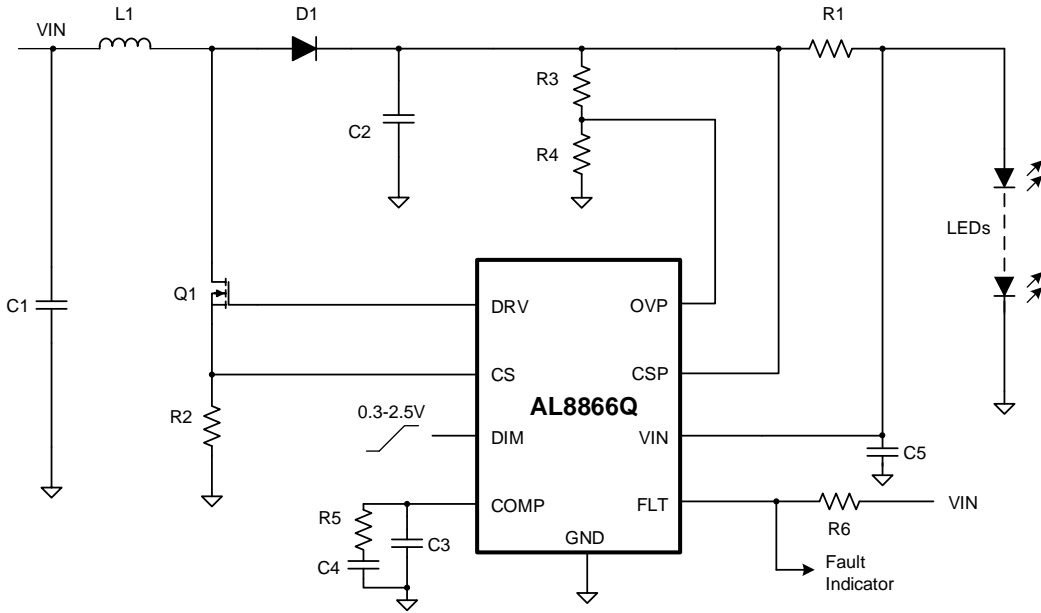 L1
D1
R1
VIN
R3
C2
R4
LEDs
Q1
C1
DRV
OVP
CS
CSP
AL8866Q
0.3-2.5V
R2
DIM
VIN
C5
COMP
FLT
VIN
R5
R6
C3
GND
C4
Fault
Indicator